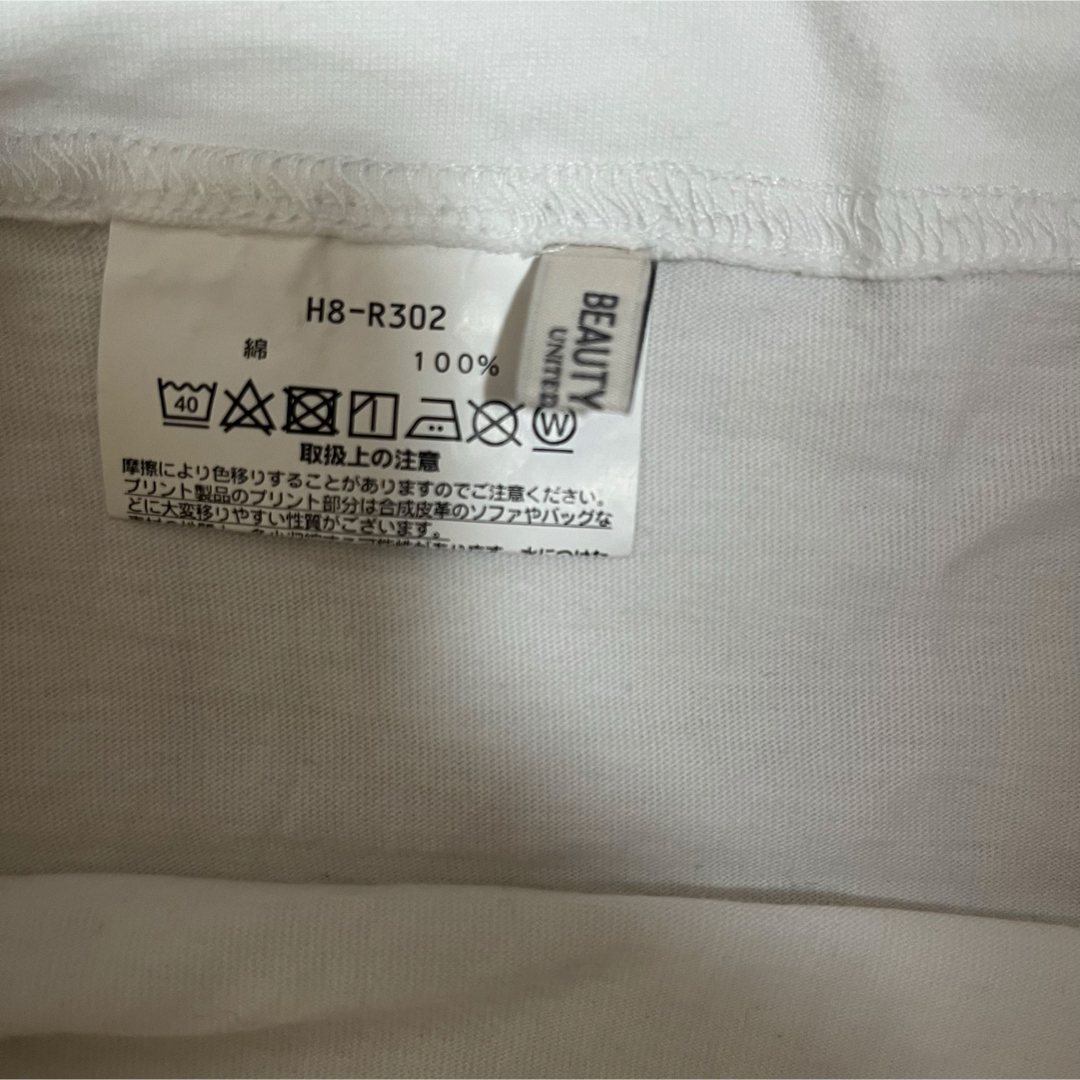 H8-R302
綿 100%
40
W
取扱上の注意
摩擦により色移りすることがありますのでご注意ください。
プリント製品のプリント部分は合成皮革のソファやバッグな
どに大変移りやすい性質がございます。
BEAUTY
UNITED